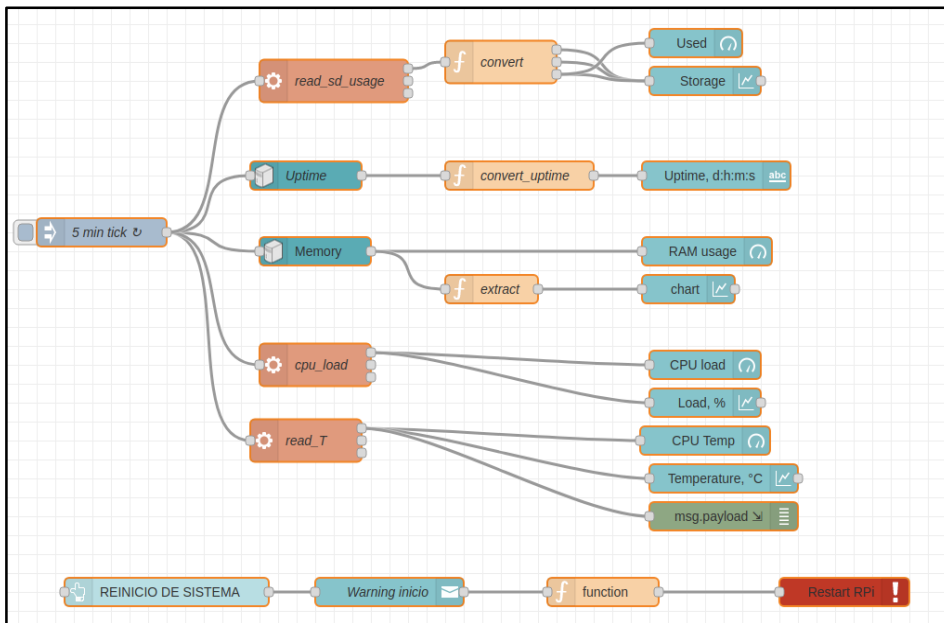 Used
read_sd_usage
convert
Storage
Uptime
convert_uptime
Uptime, d:h:m:s
abc
5 min tick ↻
Memory
RAM usage
extract
chart
cpu_load
CPU load
Load, %
read_T
CPU Temp
Temperature, °C
msg.payload
REINICIO DE SISTEMA
Warning inicio
function
Restart RPi